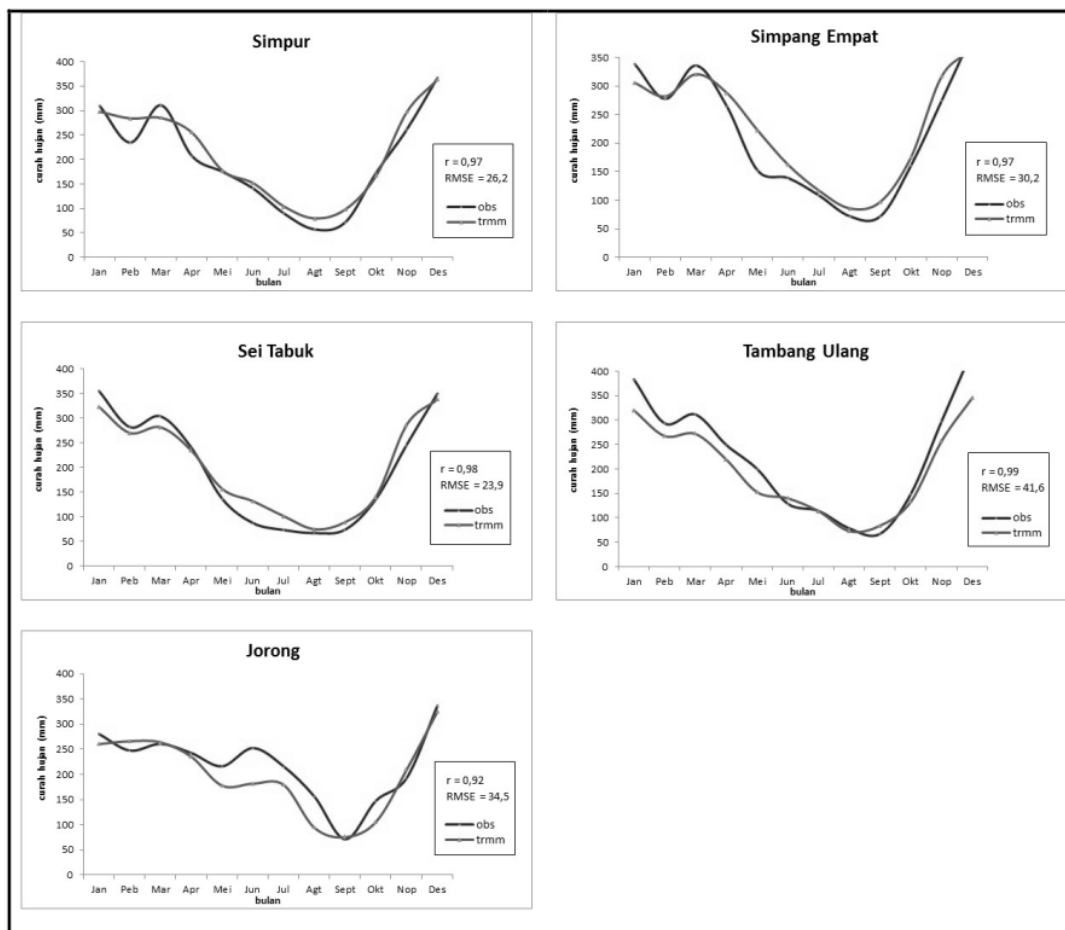 Simpur
curah hujan (mm)
400
350
300
250
200
150
100
50
0
Jan Peb Mar Apr Mei Jun Jul Agt Sept Okt Nop Des
bulan
r = 0,97
RMSE = 26,2
obs
trmm
Simpang Empat
curah hujan (mm)
350
300
250
200
150
100
50
0
Jan Peb Mar Apr Mei Jun Jul Agt Sept Okt Nop Des
bulan
r = 0,97
RMSE = 30,2
obs
trmm
Sei Tabuk
curah hujan (mm)
400
350
300
250
200
150
100
50
0
Jan Peb Mar Apr Mei Jun Jul Agt Sept Okt Nop Des
bulan
r = 0,98
RMSE = 23,9
obs
trmm
Tambang Ulang
curah hujan (mm)
400
350
300
250
200
150
100
50
0
Jan Peb Mar Apr Mei Jun Jul Agt Sept Okt Nop Des
bulan
r = 0,99
RMSE = 41,6
obs
trmm
Jorong
curah hujan (mm)
400
350
300
250
200
150
100
50
0
Jan Peb Mar Apr Mei Jun Jul Agt Sept Okt Nop Des
bulan
r = 0,92
RMSE = 34,5
obs
trmm